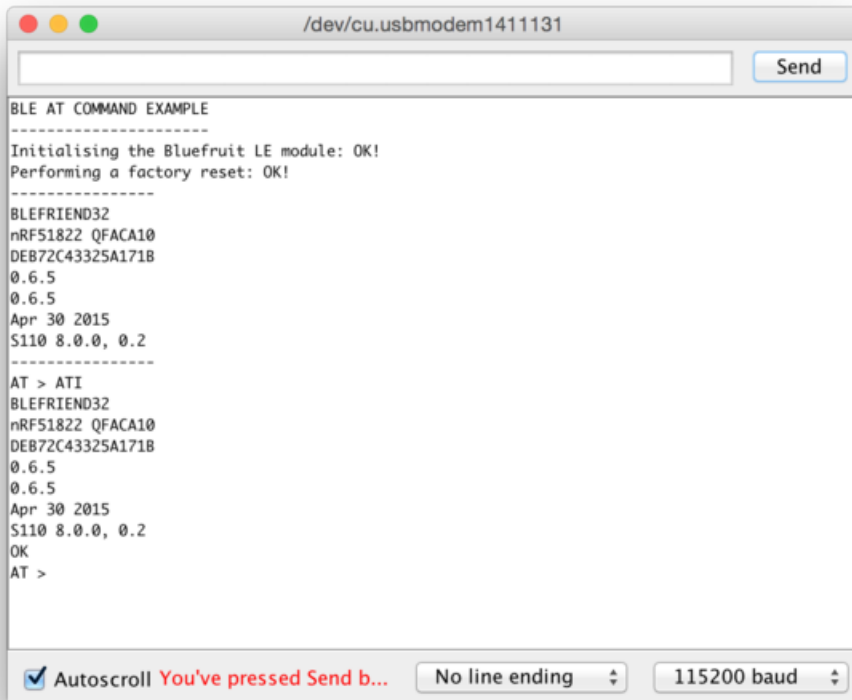 /dev/cu.usbmodem1411131
Send
BLE AT COMMAND EXAMPLE
----------------------
Initialising the Bluefruit LE module: OK!
Performing a factory reset: OK!
----------------
BLEFRIEND32
nRF51822 QFACA10
DEB72C43325A171B
0.6.5
0.6.5
Apr 30 2015
S110 8.0.0, 0.2
----------------
AT > ATI
BLEFRIEND32
nRF51822 QFACA10
DEB72C43325A171B
0.6.5
0.6.5
Apr 30 2015
S110 8.0.0, 0.2
OK
AT >
Autoscroll You've pressed Send b... No line ending 115200 baud